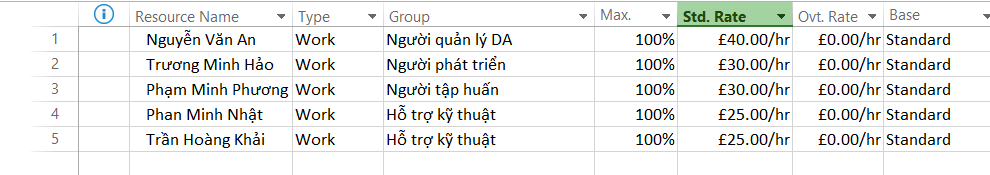 Resource Name Type Group Max. Std. Rate Ovt. Rate Base
1 Nguyễn Văn An Work Người quản lý DA 100% £40.00/hr £0.00/hr Standard
2 Trương Minh Hảo Work Người phát triển 100% £30.00/hr £0.00/hr Standard
3 Phạm Minh Phương Work Người tập huấn 100% £30.00/hr £0.00/hr Standard
4 Phan Minh Nhật Work Hỗ trợ kỹ thuật 100% £25.00/hr £0.00/hr Standard
5 Trần Hoàng Khải Work Hỗ trợ kỹ thuật 100% £25.00/hr £0.00/hr Standard